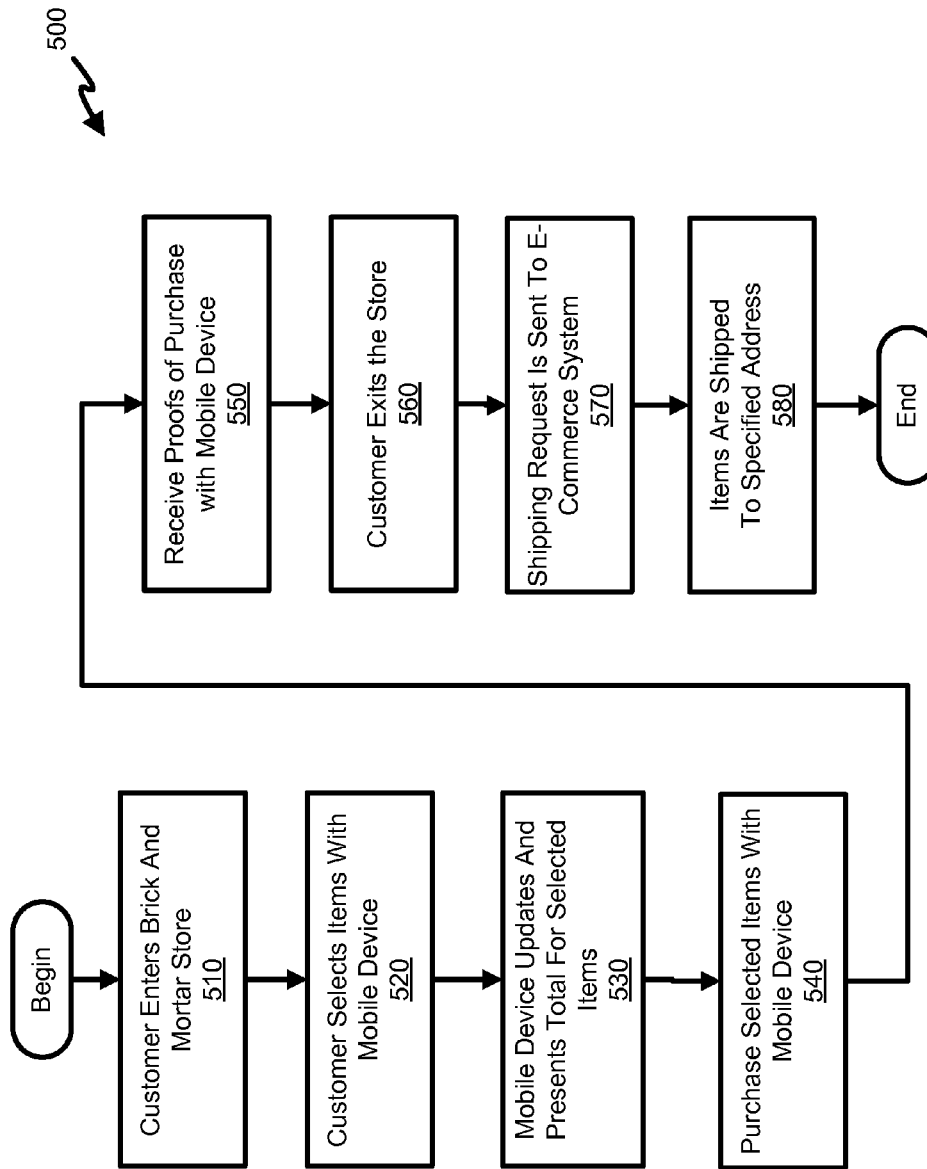 500
Begin
Customer Enters Brick And
Mortar Store
510
Customer Selects Items With
Mobile Device
520
Mobile Device Updates And
Presents Total For Selected
Items
530
Purchase Selected Items With
Mobile Device
540
Receive Proofs of Purchase
with Mobile Device
550
Customer Exits the Store
560
Shipping Request Is Sent To E-
Commerce System
570
Items Are Shipped
To Specified Address
580
End